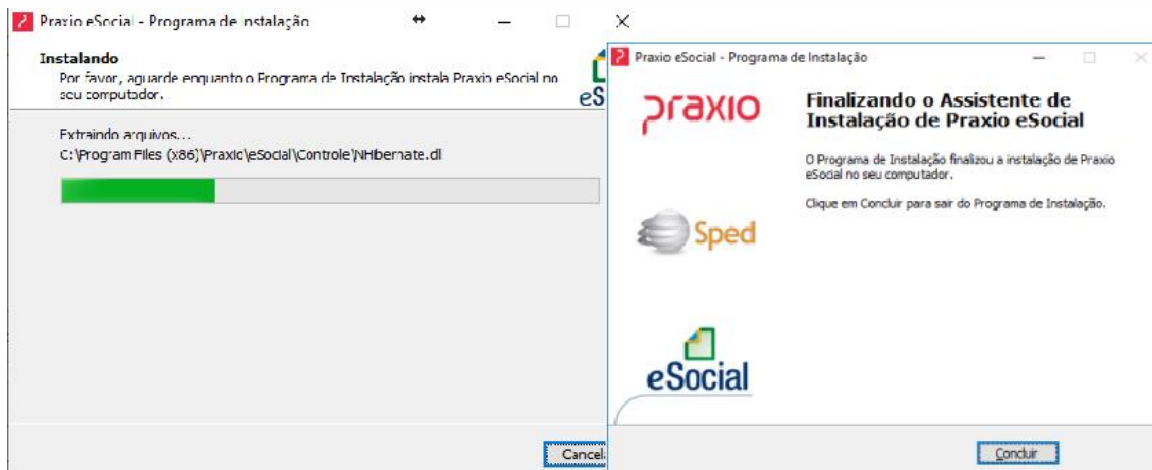 Praxio eSocial - Programa de Instalação
Instalando
Por favor, aguarde enquanto o Programa de Instalação instala Praxio eSocial no
seu computador.
eS
Extraindo arquivos...
C:\Program Files (x86)\Praxio\eSocial\Controle\NHibernate.dll
Cancel
Praxio eSocial - Programa de Instalação
praxio
Finalizando o Assistente de
Instalação de Praxio eSocial
O Programa de Instalação finalizou a instalação de Praxio
eSocial no seu computador.
Clique em Concluir para sair do Programa de Instalação.
Sped
eSocial
Concluir